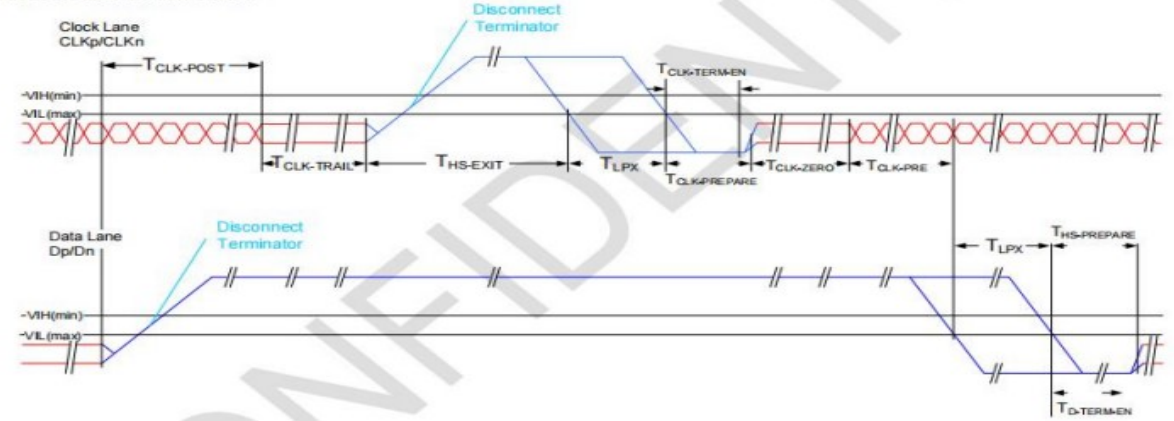 Disconnect
Terminator
Clock Lane
CLKp/CLKn
TCLK-POST
TCLK-TERM-EN
VIH(min)
VIL(max)
TCLK-TRAIL
THS-EXIT
TLPX
TCLK-PREPARE
TCLK-ZERO
TCLK-PRE
Disconnect
Terminator
Data Lane
Dp/Dn
TLPX
THS-PREPARE
VIH(min)
VIL(max)
TD-TERM-EN
ONFIDENT